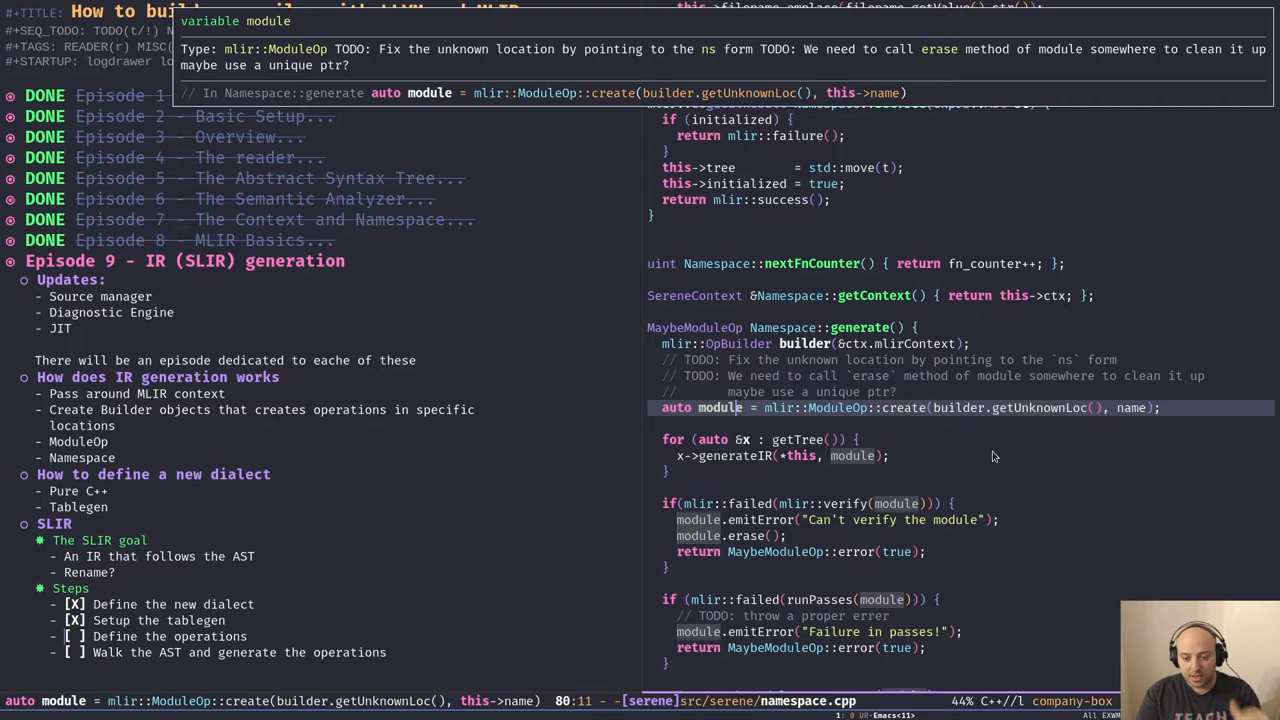 #+TITLE: How to buil
#+SEQ_TODO: TODO(t/!) N
#+TAGS: READER(r) MISC(
#+STARTUP: logdrawer lo
variable module
Type: mlir::ModuleOp TODO: Fix the unknown location by pointing to the ns form TODO: We need to call erase method of module somewhere to clean it up
maybe use a unique ptr?
// In Namespace::generate auto module = mlir::ModuleOp::create(builder.getUnknownLoc(), this->name)
DONE Episode 1
DONE Episode 2 - Basic Setup...
DONE Episode 3 - Overview...
DONE Episode 4 - The reader...
DONE Episode 5 - The Abstract Syntax Tree...
DONE Episode 6 - The Semantic Analyzer...
DONE Episode 7 - The Context and Namespace...
DONE Episode 8 - MLIR Basics...
Episode 9 - IR (SLIR) generation
Updates:
- Source manager
- Diagnostic Engine
- JIT
There will be an episode dedicated to eache of these
How does IR generation works
- Pass around MLIR context
- Create Builder objects that creates operations in specific
locations
- ModuleOp
- Namespace
How to define a new dialect
- Pure C++
- Tablegen
SLIR
The SLIR goal
- An IR that follows the AST
- Rename?
Steps
- [X] Define the new dialect
- [X] Setup the tablegen
- [ ] Define the operations
- [ ] Walk the AST and generate the operations
if (initialized) {
return mlir::failure();
}
this->tree = std::move(t);
this->initialized = true;
return mlir::success();
}
uint Namespace::nextFnCounter() { return fn_counter++; };
SereneContext &Namespace::getContext() { return this->ctx; };
MaybeModuleOp Namespace::generate() {
mlir::OpBuilder builder(&ctx.mlirContext);
// TODO: Fix the unknown location by pointing to the `ns` form
// TODO: We need to call `erase` method of module somewhere to clean it up
// maybe use a unique ptr?
auto module = mlir::ModuleOp::create(builder.getUnknownLoc(), name);
for (auto &x : getTree()) {
x->generateIR(*this, module);
}
if(mlir::failed(mlir::verify(module))) {
module.emitError("Can't verify the module");
module.erase();
return MaybeModuleOp::error(true);
}
if (mlir::failed(runPasses(module))) {
// TODO: throw a proper errer
module.emitError("Failure in passes!");
return MaybeModuleOp::error(true);
}
auto module = mlir::ModuleOp::create(builder.getUnknownLoc(), this->name) 80:11 - -[serene]src/serene/namespace.cpp 44% C++//l company-box
1: 0 UR-Emacs<11> All EXWM
TEACH